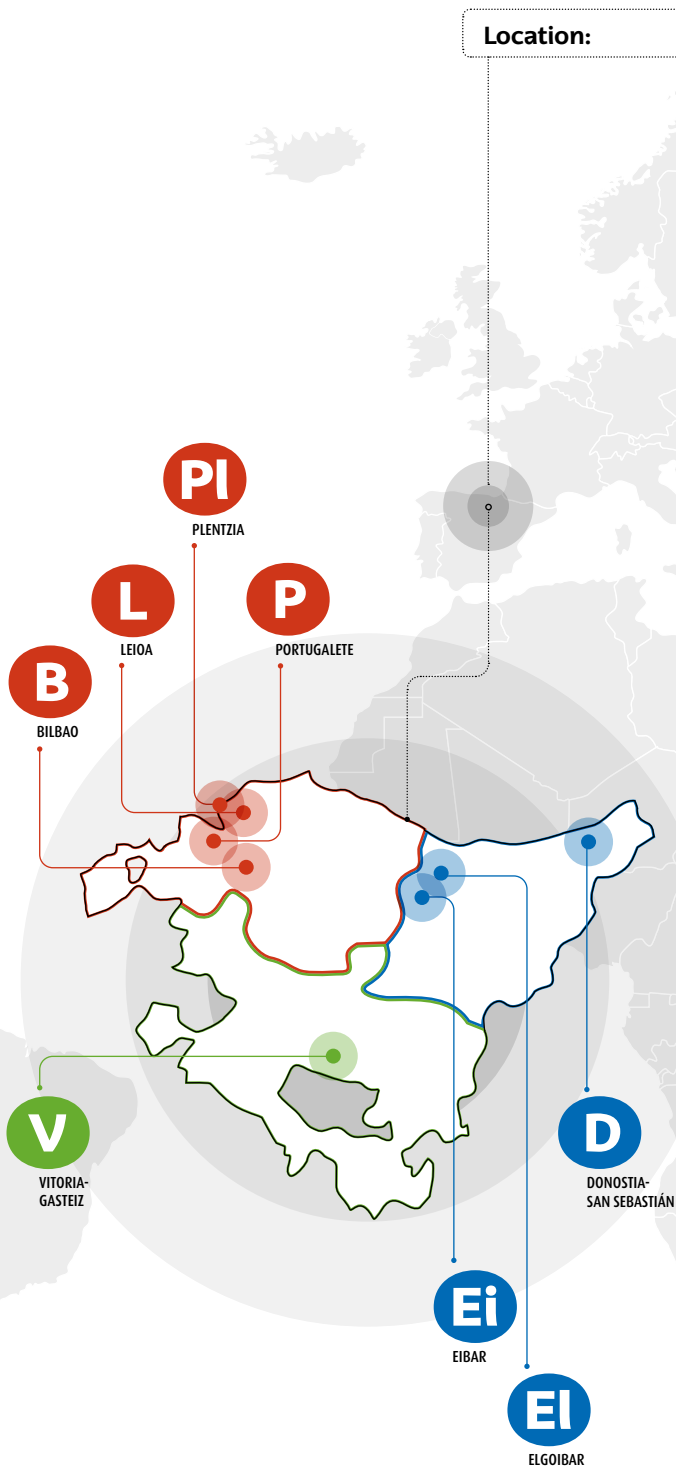 Location:
Pl
PLENTZIA
L
LEIOA
P
PORTUGALETE
B
BILBAO
V
VITORIA-
GASTEIZ
D
DONOSTIA-
SAN SEBASTIÁN
Ei
EIBAR
El
ELGOIBAR